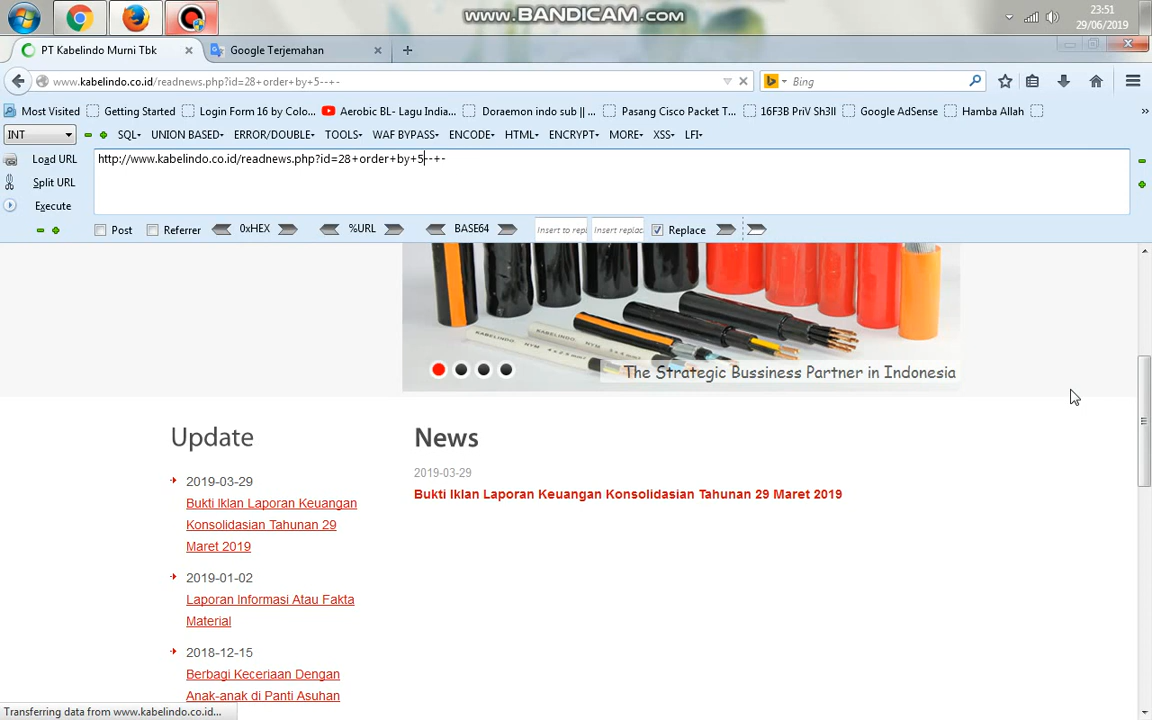 www.BANDICAM.com
23:51
29/06/2019
PT Kabelindo Murni Tbk
Google Terjemahan
www.kabelindo.co.id/readnews.php?id=28+order+by+5--+-
Bing
Most Visited
Getting Started
Login Form 16 by Colo...
Aerobic BL- Lagu India...
Doraemon indo sub || ...
Pasang Cisco Packet T...
16F3B PriV Sh3ll
Google AdSense
Hamba Allah
INT
SQL-
UNION BASED-
ERROR/DOUBLE-
TOOLS-
WAF BYPASS-
ENCODE-
HTML-
ENCRYPT-
MORE-
XSS-
LFI-
Load URL
http://www.kabelindo.co.id/readnews.php?id=28+order+by+5--+-
Split URL
Execute
Post
Referrer
0xHEX
%URL
BASE64
Insert to repl
Insert replac
Replace
KABELINDO
The Strategic Bussiness Partner in Indonesia
Update
News
2019-03-29
Bukti Iklan Laporan Keuangan Konsolidasian Tahunan 29 Maret 2019
2019-03-29
Bukti Iklan Laporan Keuangan
Konsolidasian Tahunan 29
Maret 2019
2019-01-02
Laporan Informasi Atau Fakta
Material
2018-12-15
Berbagi Keceriaan Dengan
Anak-anak di Panti Asuhan
Transferring data from www.kabelindo.co.id...